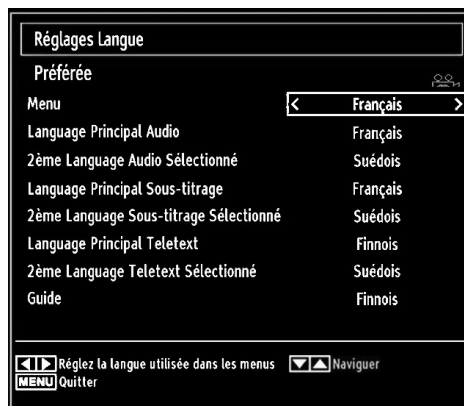 Réglages Langue
Préférée
Menu < Français >
Language Principal Audio Français
2ème Language Audio Sélectionné Suédois
Language Principal Sous-titrage Français
2ème Language Sous-titrage Sélectionné Suédois
Language Principal Teletext Finnois
2ème Language Teletext Sélectionné Suédois
Guide Finnois
Réglez la langue utilisée dans les menus Naviguer
MENU Quitter